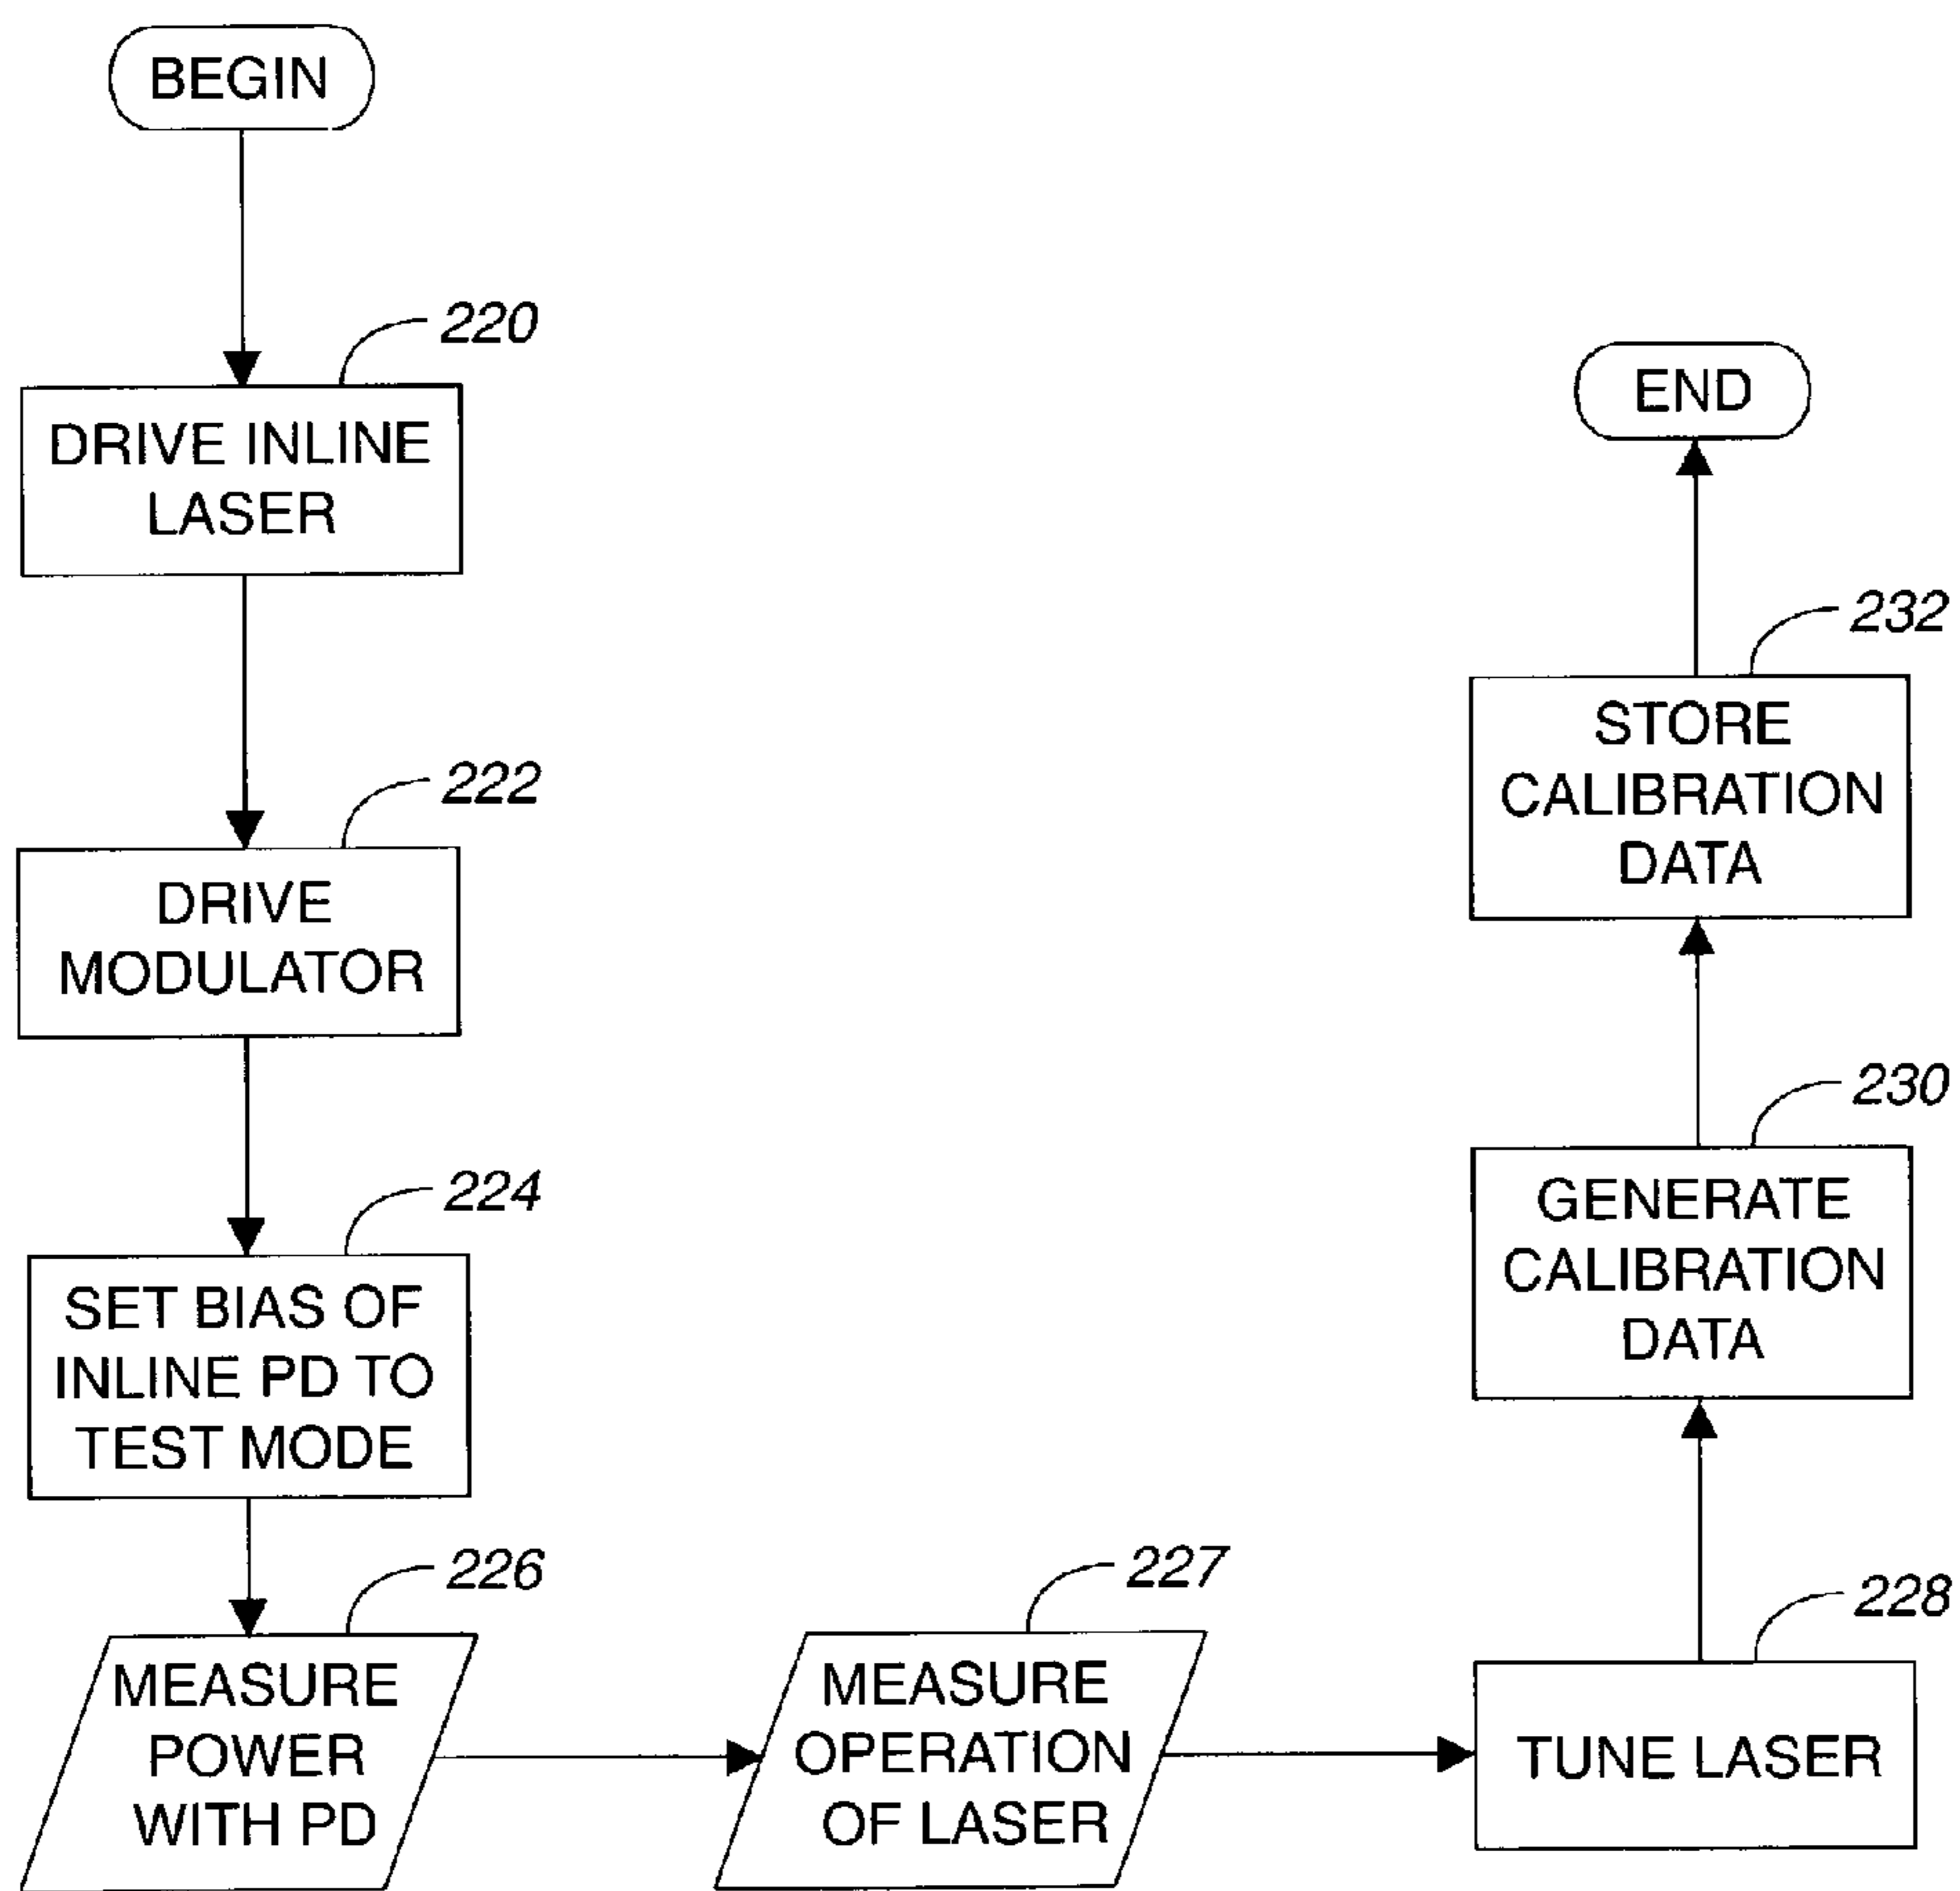 BEGIN
220
DRIVE INLINE
LASER
222
DRIVE
MODULATOR
224
SET BIAS OF
INLINE PD TO
TEST MODE
226
MEASURE
POWER
WITH PD
227
MEASURE
OPERATION
OF LASER
228
TUNE LASER
230
GENERATE
CALIBRATION
DATA
232
STORE
CALIBRATION
DATA
END